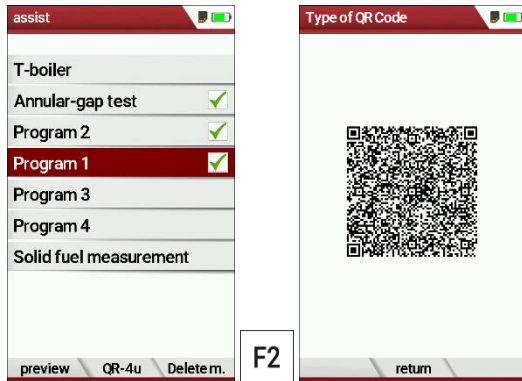 assist
T-boiler
Annular-gap test
Program 2
Program 1
Program 3
Program 4
Solid fuel measurement
preview QR-4u Delete m.
F2
Type of QR Code
return